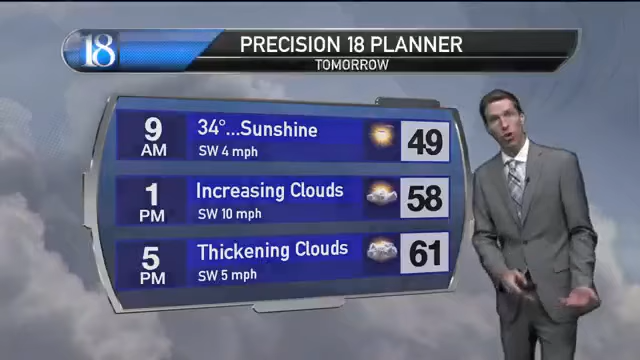 18
PRECISION 18 PLANNER
TOMORROW
9 AM
34°...Sunshine
SW 4 mph
49
1 PM
Increasing Clouds
SW 10 mph
58
5 PM
Thickening Clouds
SW 5 mph
61